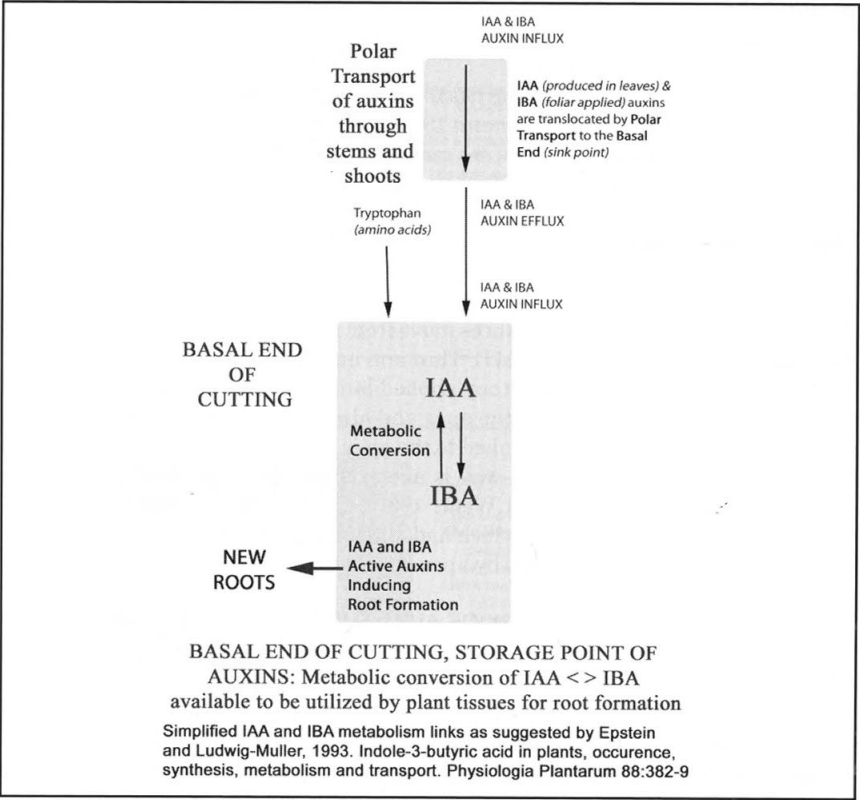 IAA & IBA
AUXIN INFLUX
Polar
Transport
of auxins
through
stems and
shoots
IAA (produced in leaves) &
IBA (foliar applied) auxins
are translocated by Polar
Transport to the Basal
End (sink point)
Tryptophan
(amino acids)
IAA & IBA
AUXIN EFFLUX
IAA & IBA
AUXIN INFLUX
BASAL END
OF
CUTTING
IAA
Metabolic
Conversion
IBA
NEW
ROOTS
IAA and IBA
Active Auxins
Inducing
Root Formation
BASAL END OF CUTTING, STORAGE POINT OF
AUXINS: Metabolic conversion of IAA < > IBA
available to be utilized by plant tissues for root formation
Simplified IAA and IBA metabolism links as suggested by Epstein
and Ludwig-Muller, 1993. Indole-3-butyric acid in plants, occurence,
synthesis, metabolism and transport. Physiologia Plantarum 88:382-9